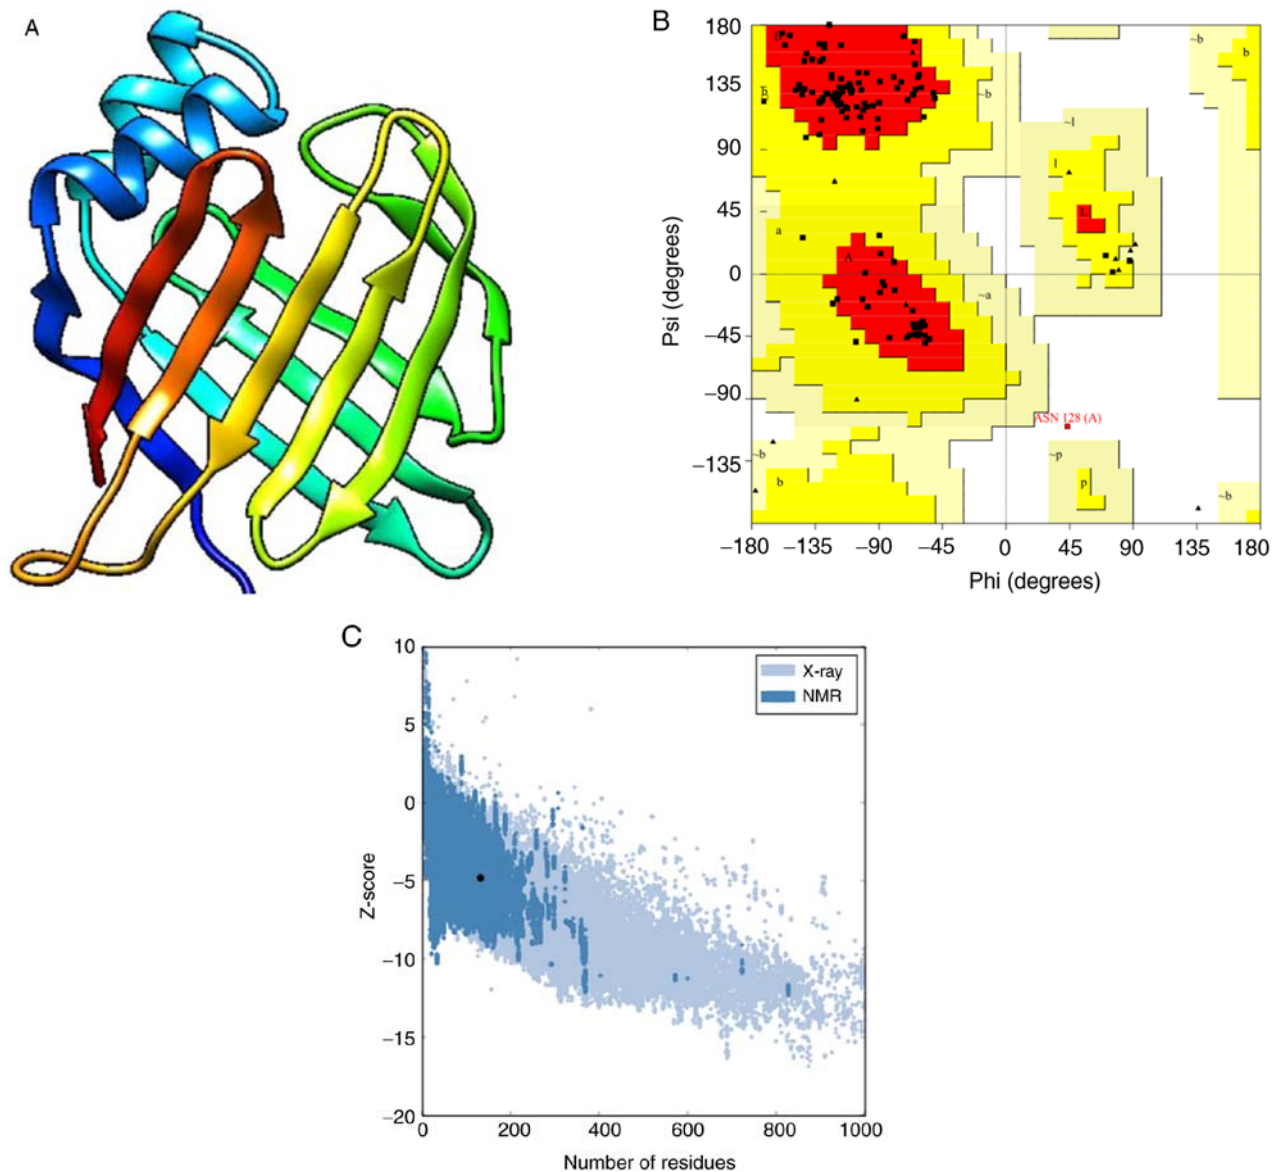 A
B
180
135
90
45
0
−45
−90
−135
Psi (degrees)
B
~b
b
~b
~l
l
L
a
A
~a
ASN 128 (A)
~b
~p
b
p
~b
−180 −135 −90 −45 0 45 90 135 180
Phi (degrees)
C
10
5
0
−5
−10
−15
−20
Z-score
X-ray
NMR
0 200 400 600 800 1000
Number of residues